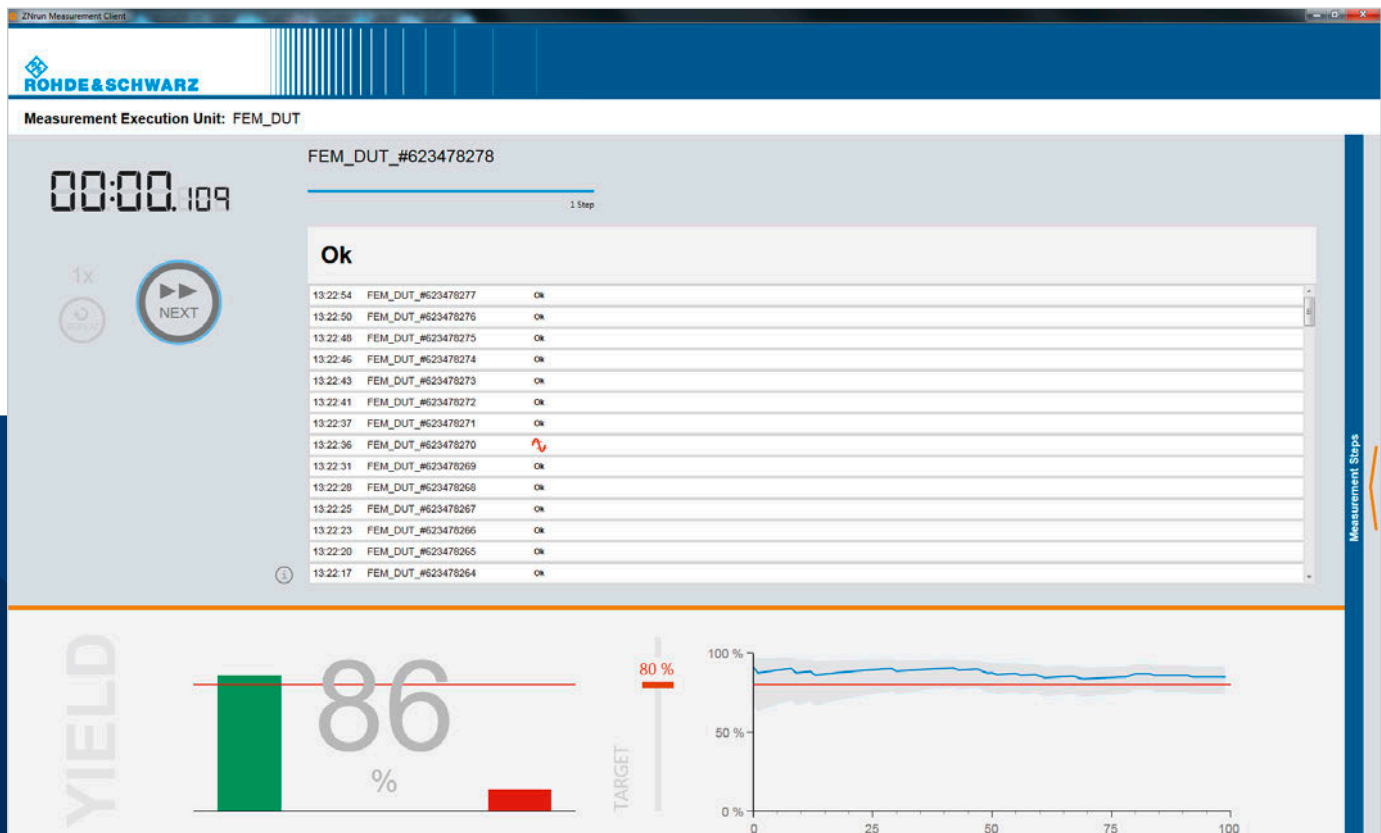 ZNrun Measurement Client
ROHDE&SCHWARZ
Measurement Execution Unit: FEM_DUT
00:00.109
FEM_DUT_#623478278
1 Step
1x
REPEAT
NEXT
Ok
13:22:54 FEM_DUT_#623478277 Ok
13:22:50 FEM_DUT_#623478276 Ok
13:22:48 FEM_DUT_#623478275 Ok
13:22:46 FEM_DUT_#623478274 Ok
13:22:43 FEM_DUT_#623478273 Ok
13:22:41 FEM_DUT_#623478272 Ok
13:22:37 FEM_DUT_#623478271 Ok
13:22:36 FEM_DUT_#623478270
13:22:31 FEM_DUT_#623478269 Ok
13:22:28 FEM_DUT_#623478268 Ok
13:22:25 FEM_DUT_#623478267 Ok
13:22:23 FEM_DUT_#623478266 Ok
13:22:20 FEM_DUT_#623478265 Ok
13:22:17 FEM_DUT_#623478264 Ok
Measurement Steps
YIELD
86
%
TARGET
80 %
100 %
50 %
0 %
0 25 50 75 100